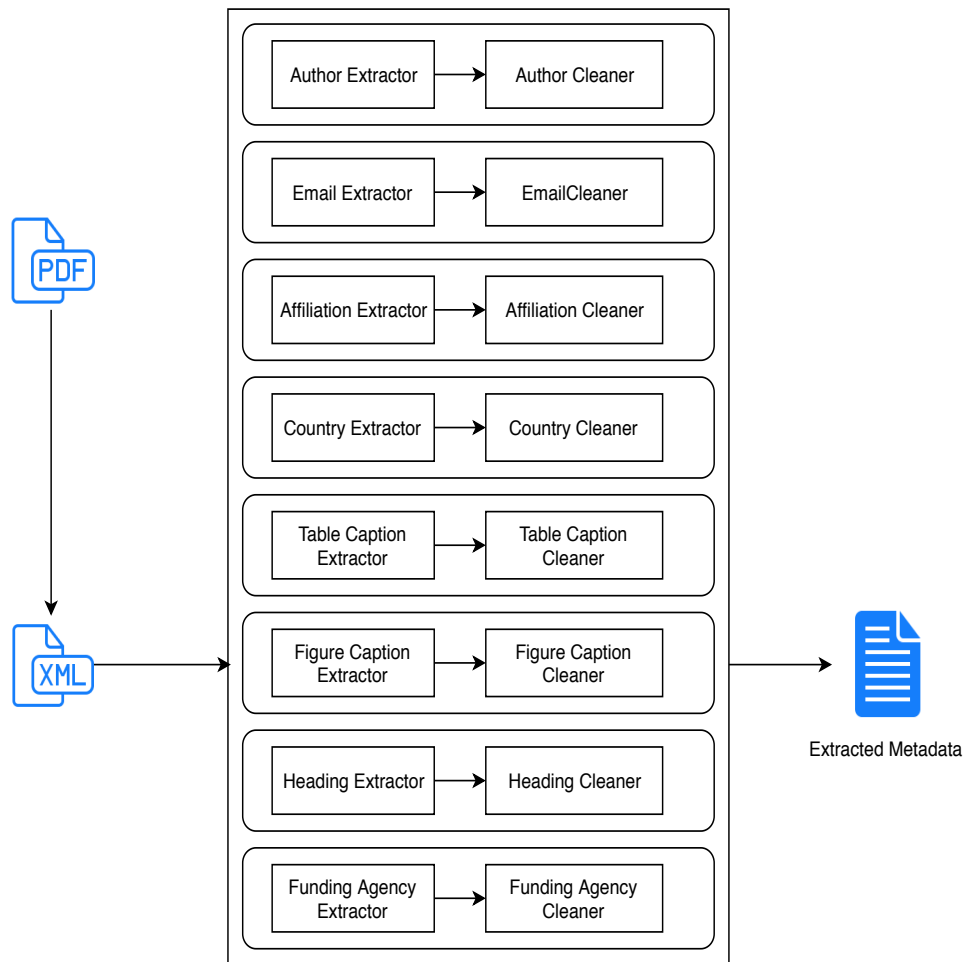 Author Extractor
Author Cleaner
Email Extractor
EmailCleaner
PDF
Affiliation Extractor
Affiliation Cleaner
Country Extractor
Country Cleaner
Table Caption
Extractor
Table Caption
Cleaner
XML
Figure Caption
Extractor
Figure Caption
Cleaner
Extracted Metadata
Heading Extractor
Heading Cleaner
Funding Agency
Extractor
Funding Agency
Cleaner